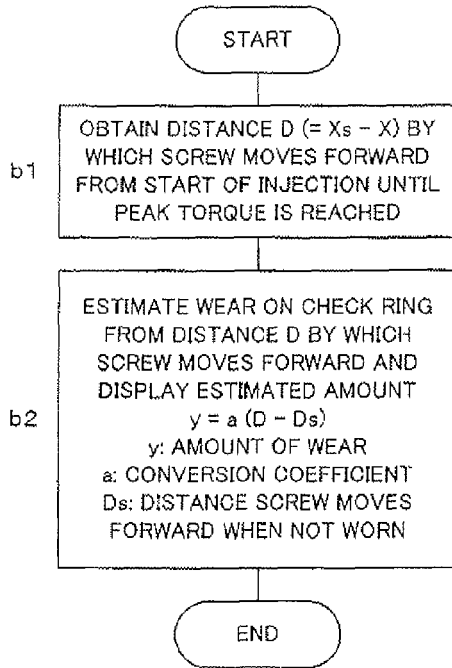 START
b1
OBTAIN DISTANCE D (= Xs − X) BY
WHICH SCREW MOVES FORWARD
FROM START OF INJECTION UNTIL
PEAK TORQUE IS REACHED
b2
ESTIMATE WEAR ON CHECK RING
FROM DISTANCE D BY WHICH
SCREW MOVES FORWARD AND
DISPLAY ESTIMATED AMOUNT
y = a (D − Ds)
y: AMOUNT OF WEAR
a: CONVERSION COEFFICIENT
Ds: DISTANCE SCREW MOVES
FORWARD WHEN NOT WORN
END